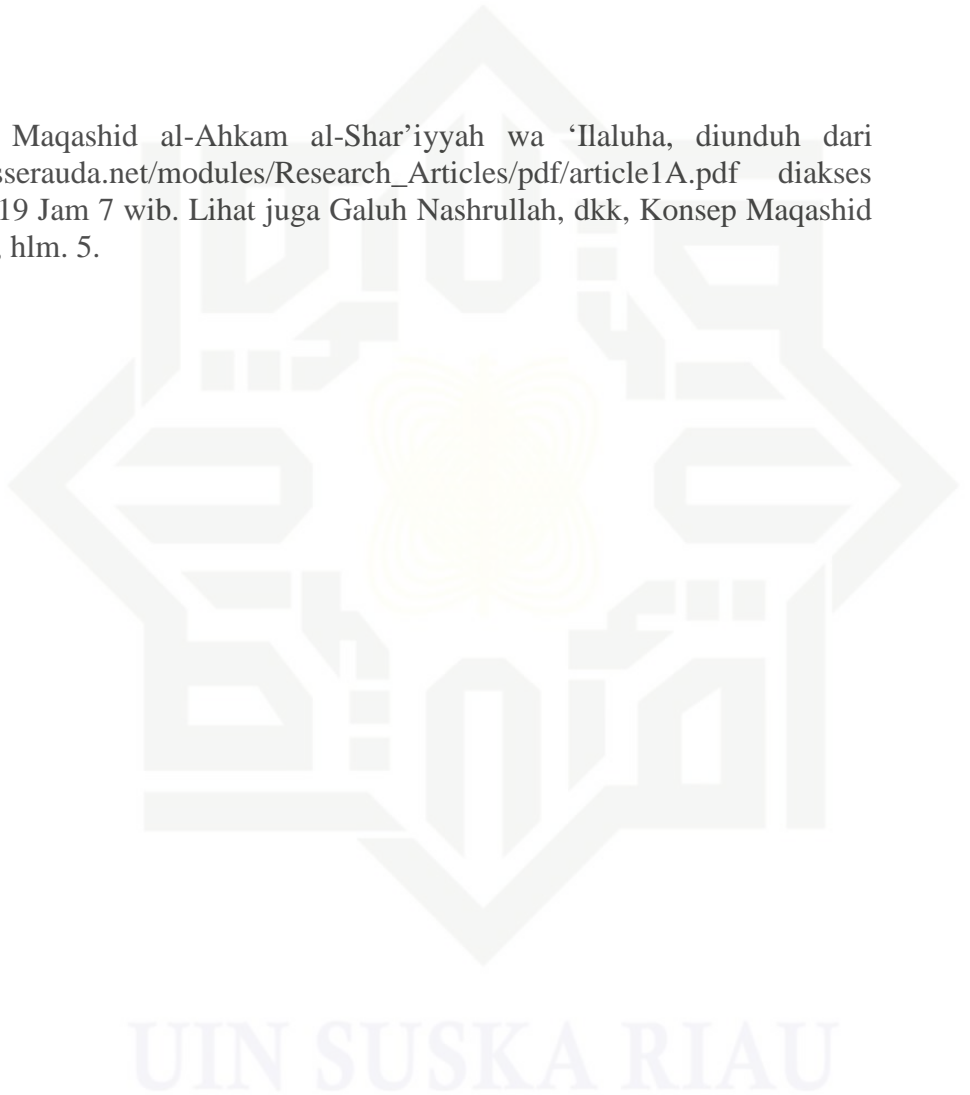 Maqashid al-Ahkam al-Shar’iyyah wa ‘Ilaluha, diunduh dari
sserauda.net/modules/Research_Articles/pdf/article1A.pdf diakses
19 Jam 7 wib. Lihat juga Galuh Nashrullah, dkk, Konsep Maqashid
, hlm. 5.
UIN SUSKA RIAU